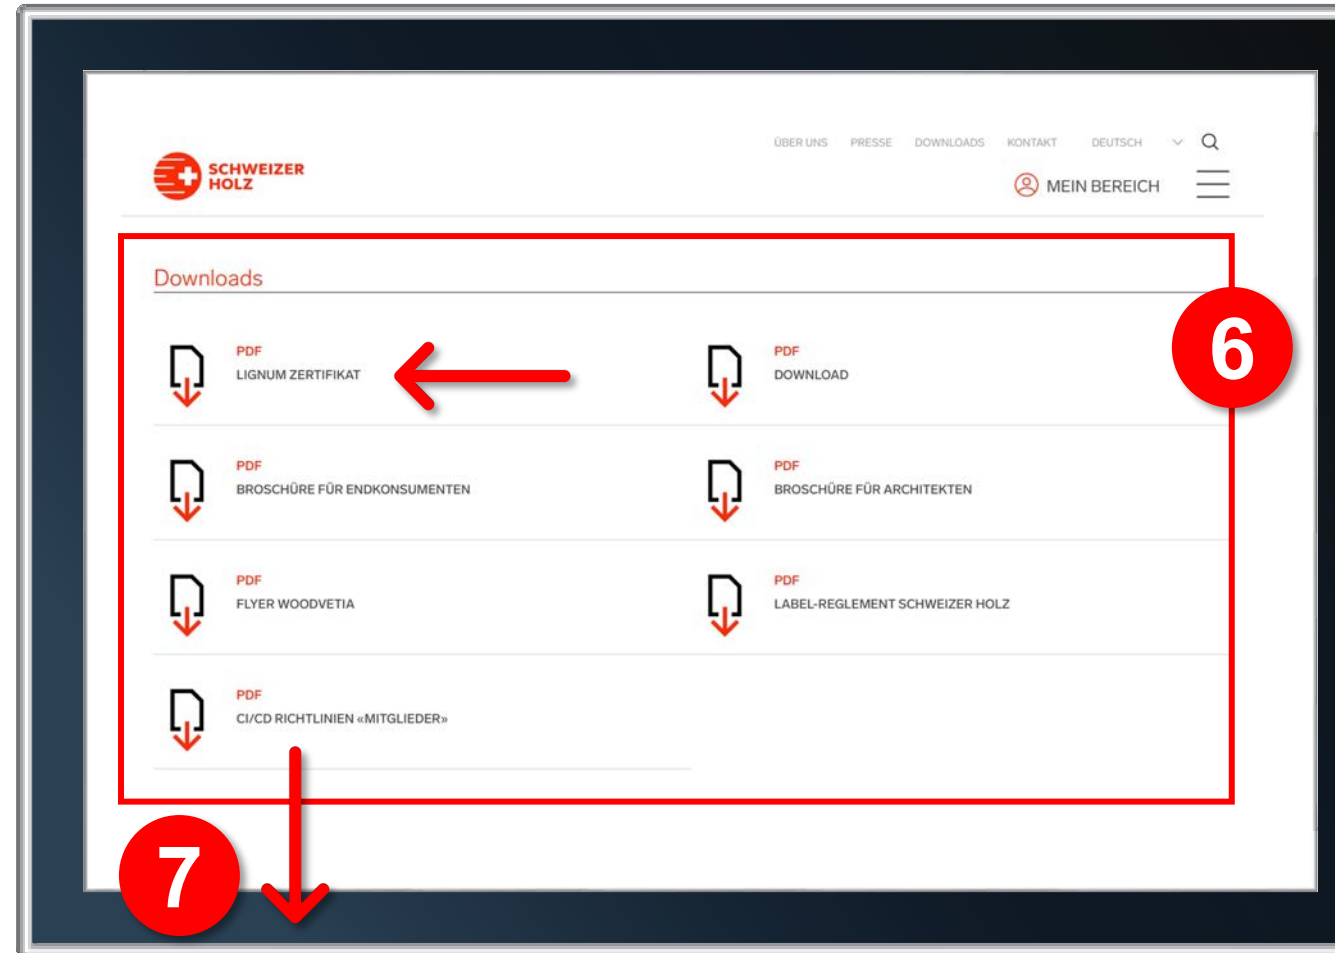 ÜBER UNS PRESSE DOWNLOADS KONTAKT DEUTSCH
SCHWEIZER
HOLZ
MEIN BEREICH
Downloads
6
PDF
LIGNUM ZERTIFIKAT
PDF
DOWNLOAD
PDF
BROSCHÜRE FÜR ENDKONSUMENTEN
PDF
BROSCHÜRE FÜR ARCHITEKTEN
PDF
FLYER WOODVETIA
PDF
LABEL-REGLEMENT SCHWEIZER HOLZ
PDF
CI/CD RICHTLINIEN «MITGLIEDER»
7